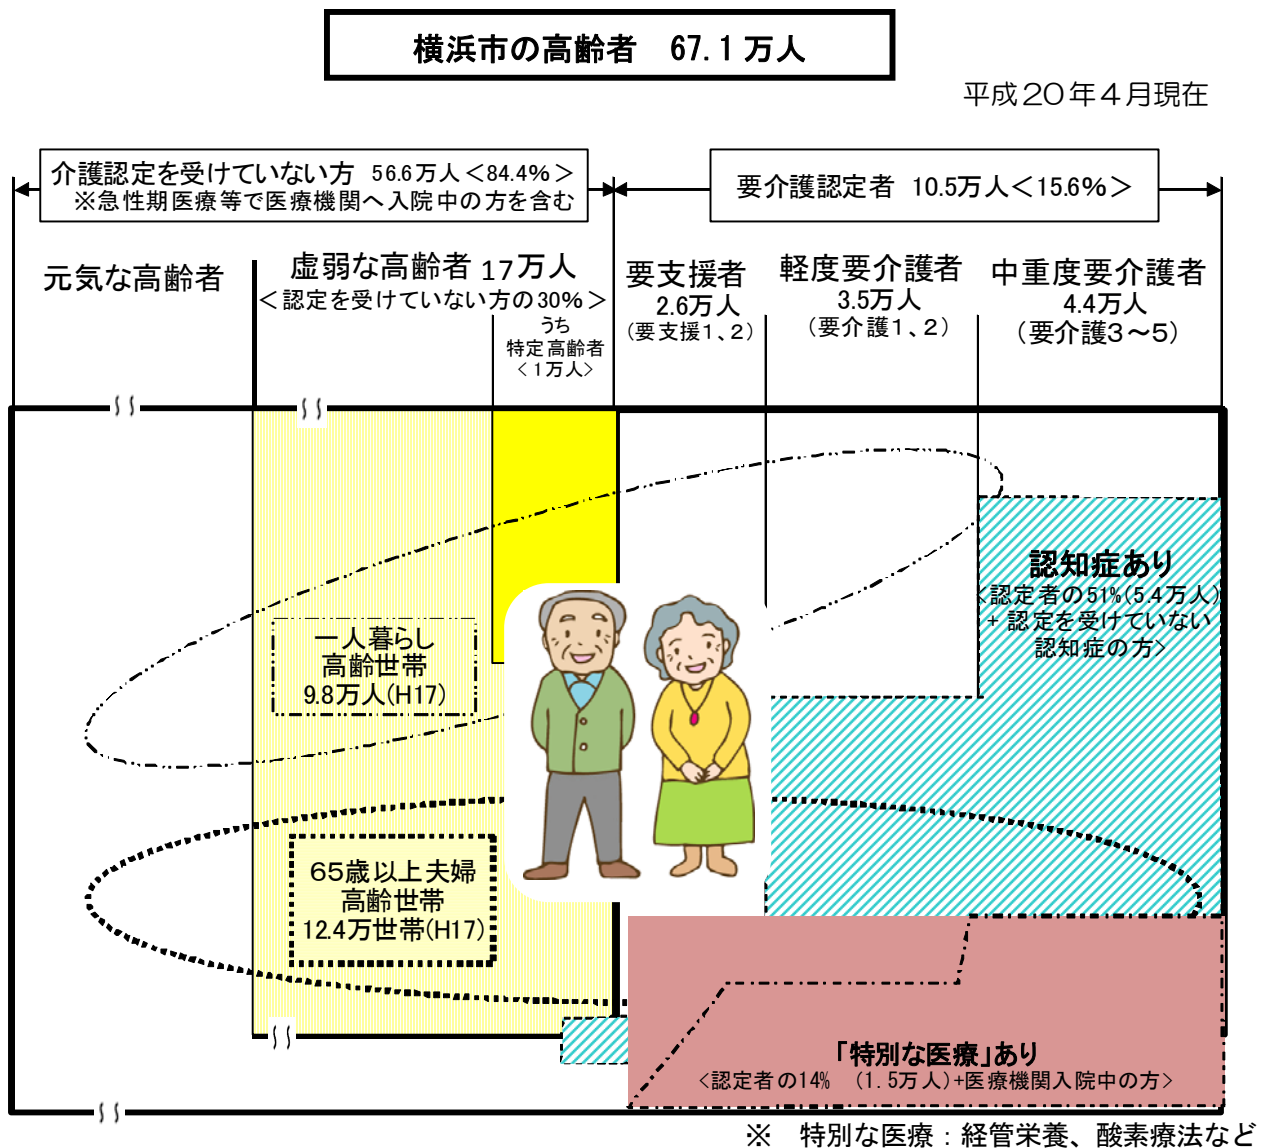 横浜市の高齢者　67.1万人
平成20年4月現在
介護認定を受けていない方 56.6万人＜84.4%＞
※急性期医療等で医療機関へ入院中の方を含む
要介護認定者 10.5万人＜15.6%＞
元気な高齢者
虚弱な高齢者 17万人
＜認定を受けていない方の30%＞
うち
特定高齢者
＜1万人＞
要支援者
2.6万人
(要支援1、2)
軽度要介護者
3.5万人
(要介護1、2)
中重度要介護者
4.4万人
(要介護3～5)
認知症あり
＜認定者の51%(5.4万人)
+ 認定を受けていない
認知症の方＞
一人暮らし
高齢世帯
9.8万人(H17)
65歳以上夫婦
高齢世帯
12.4万世帯(H17)
「特別な医療」あり
＜認定者の14%　(1.5万人)+医療機関入院中の方＞
※　特別な医療：経管栄養、酸素療法など